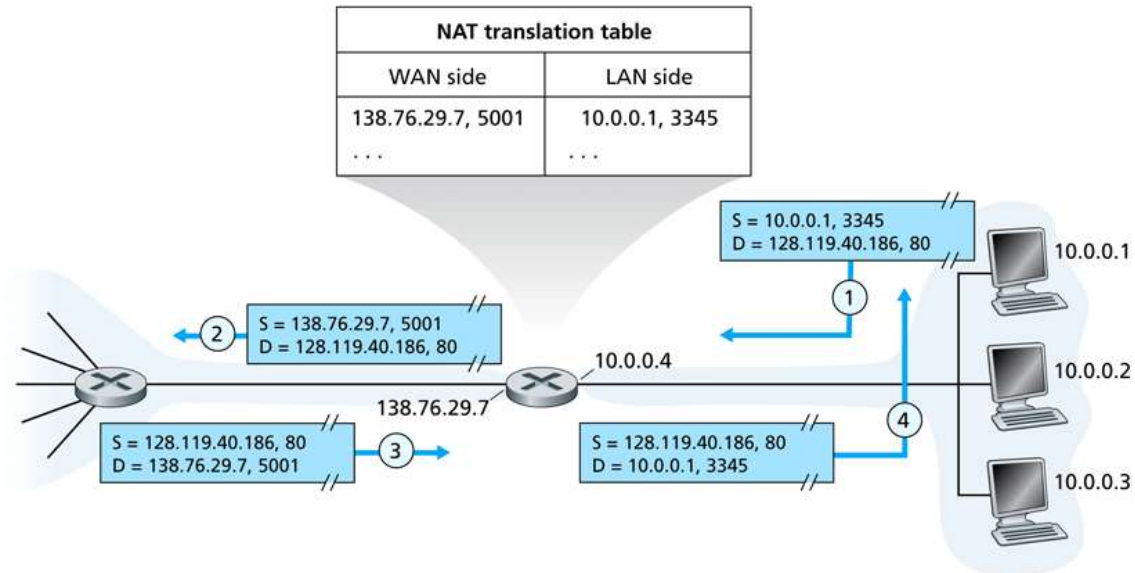 NAT translation table
WAN side LAN side
138.76.29.7, 5001 10.0.0.1, 3345
. . . . . .
S = 10.0.0.1, 3345
D = 128.119.40.186, 80
10.0.0.1
1
2
S = 138.76.29.7, 5001
D = 128.119.40.186, 80
10.0.0.4
10.0.0.2
138.76.29.7
4
S = 128.119.40.186, 80
D = 138.76.29.7, 5001
3
S = 128.119.40.186, 80
D = 10.0.0.1, 3345
10.0.0.3